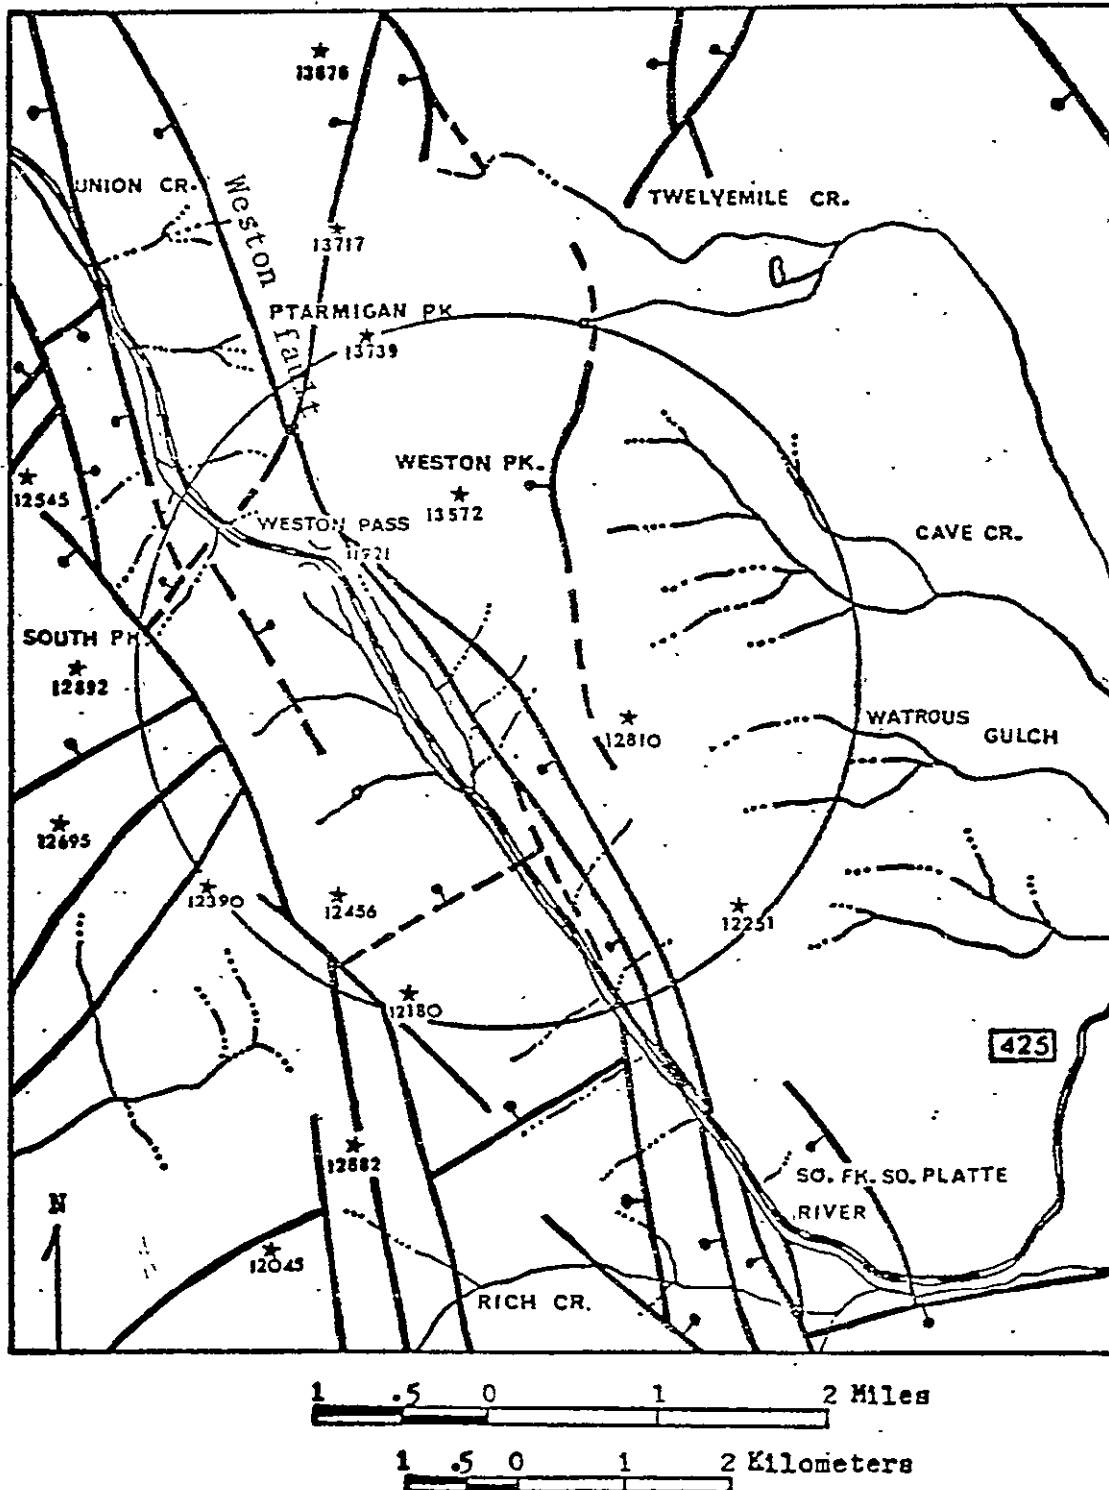 13876
UNION CR.
TWELVEMILE CR.
Weston fault
13717
PTARMIGAN PK
13739
WESTON PK.
13572
12545
WESTON PASS
11921
CAVE CR.
SOUTH PK
12892
WATROUS
GULCH
12810
12695
12390
12456
12251
12180
425
12882
SO. FK. SO. PLATTE
RIVER
N
12045
RICH CR.
1 .5 0 1 2 Miles
1 .5 0 1 2 Kilometers